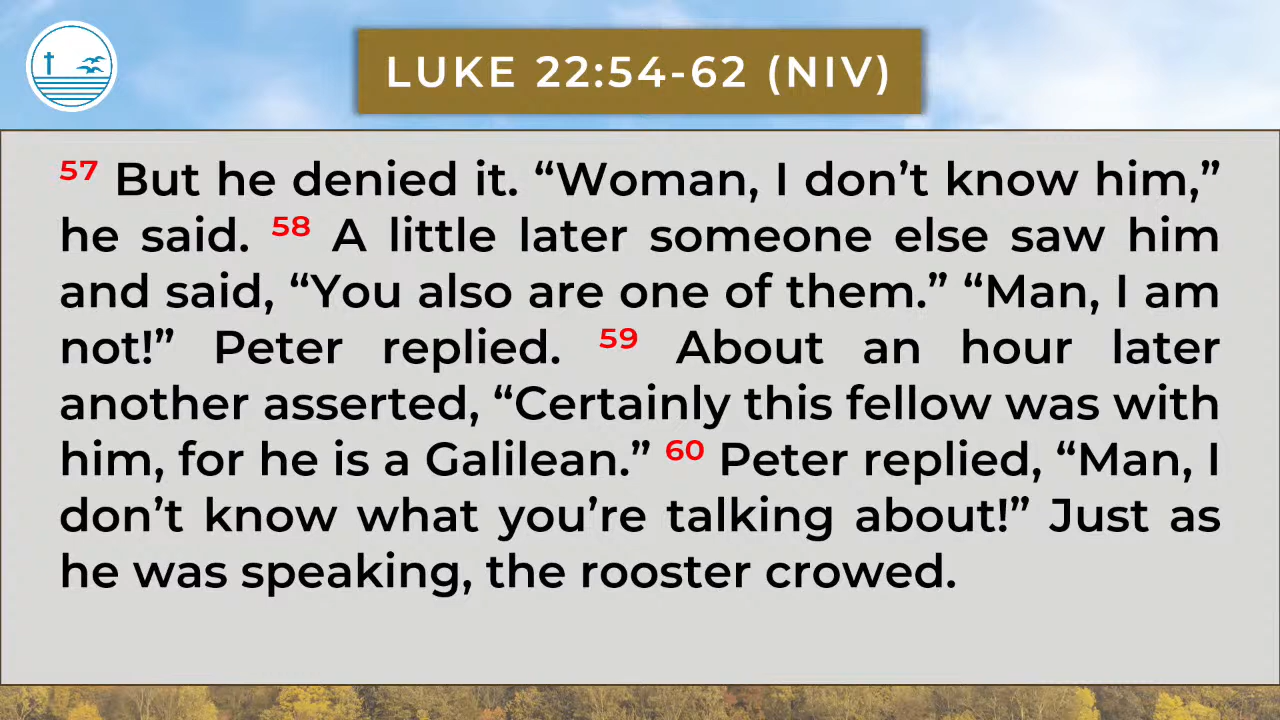 LUKE 22:54-62 (NIV)
57 But he denied it. “Woman, I don’t know him,”
he said. 58 A little later someone else saw him
and said, “You also are one of them.” “Man, I am
not!” Peter replied. 59 About an hour later
another asserted, “Certainly this fellow was with
him, for he is a Galilean.” 60 Peter replied, “Man, I
don’t know what you’re talking about!” Just as
he was speaking, the rooster crowed.